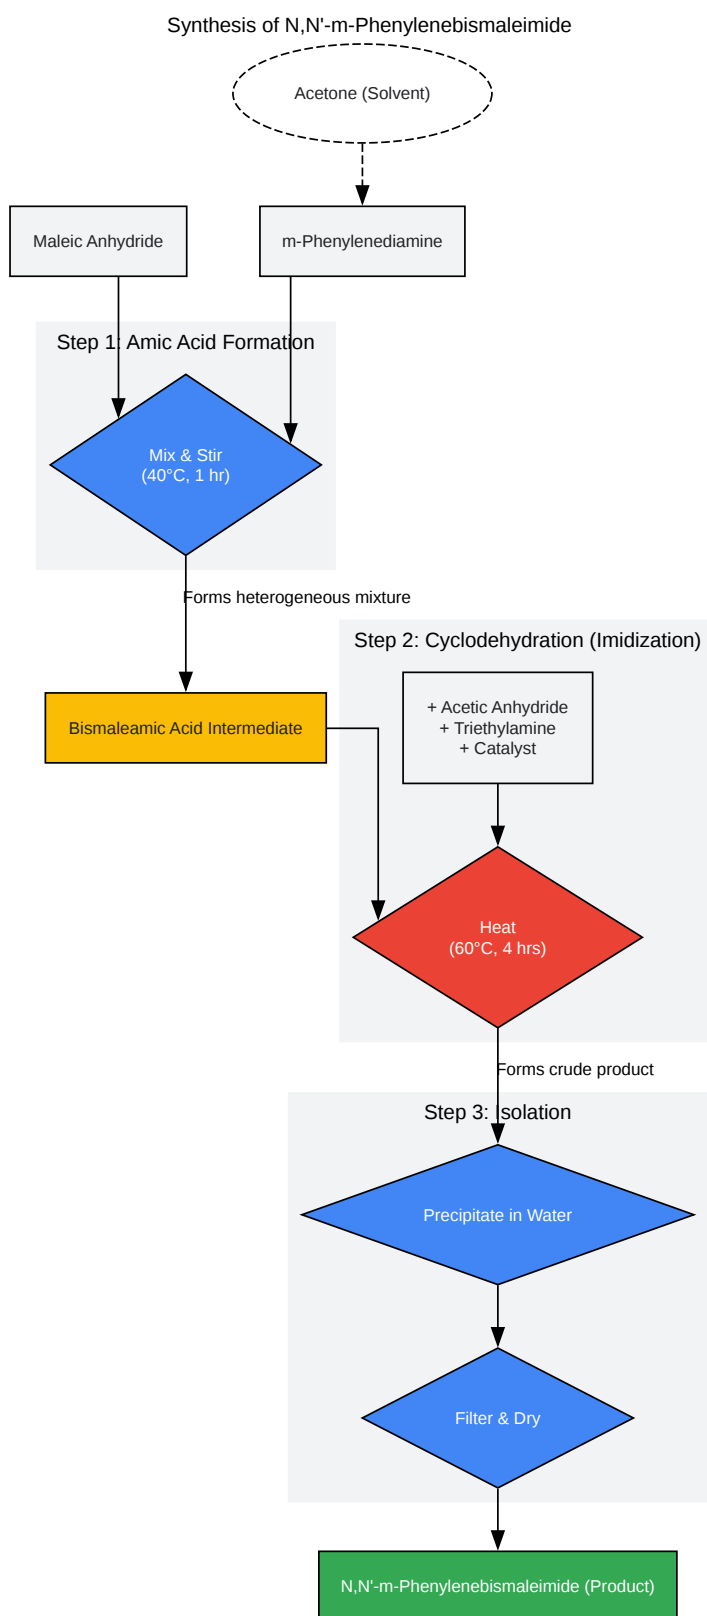 Synthesis of N,N'-m-Phenylenebismaleimide
Acetone (Solvent)
Maleic Anhydride
m-Phenylenediamine
Step 1: Amic Acid Formation
Mix & Stir
(40°C, 1 hr)
Forms heterogeneous mixture
Step 2: Cyclodehydration (Imidization)
+ Acetic Anhydride
+ Triethylamine
+ Catalyst
Bismaleamic Acid Intermediate
Heat
(60°C, 4 hrs)
Forms crude product
Step 3: Isolation
Precipitate in Water
Filter & Dry
N,N'-m-Phenylenebismaleimide (Product)